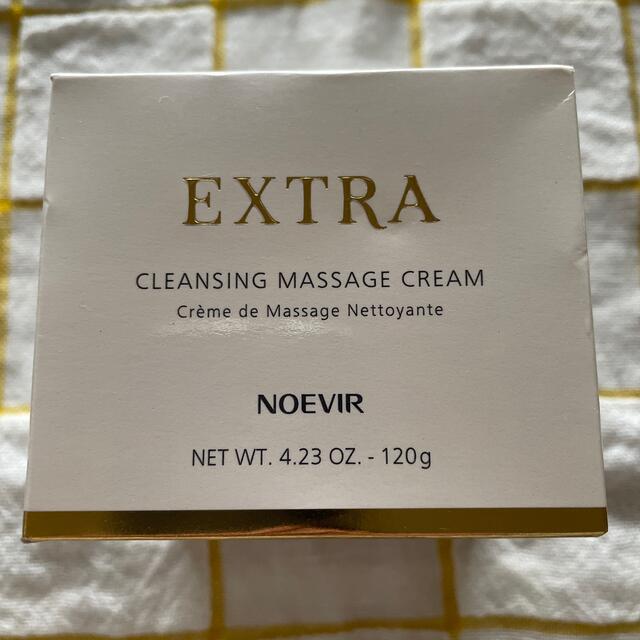 EXTRA
CLEANSING MASSAGE CREAM
Crème de Massage Nettoyante
NOEVIR
NET WT. 4.23 OZ. - 120g